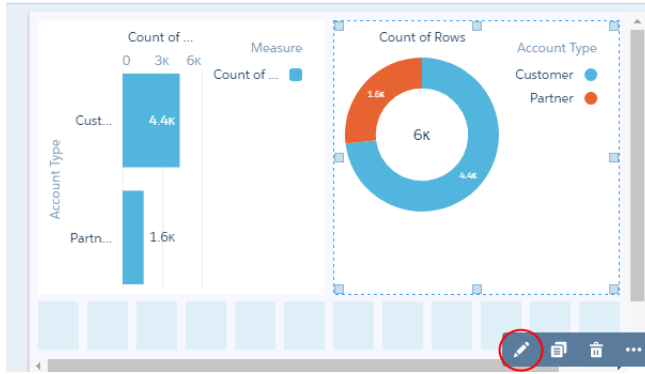 Count of ...
Measure
0 3K 6K
Count of ...
Account Type
Cust...
4.4K
Partn...
1.6K
Count of Rows
Account Type
Customer
Partner
1.6K
6K
4.4K